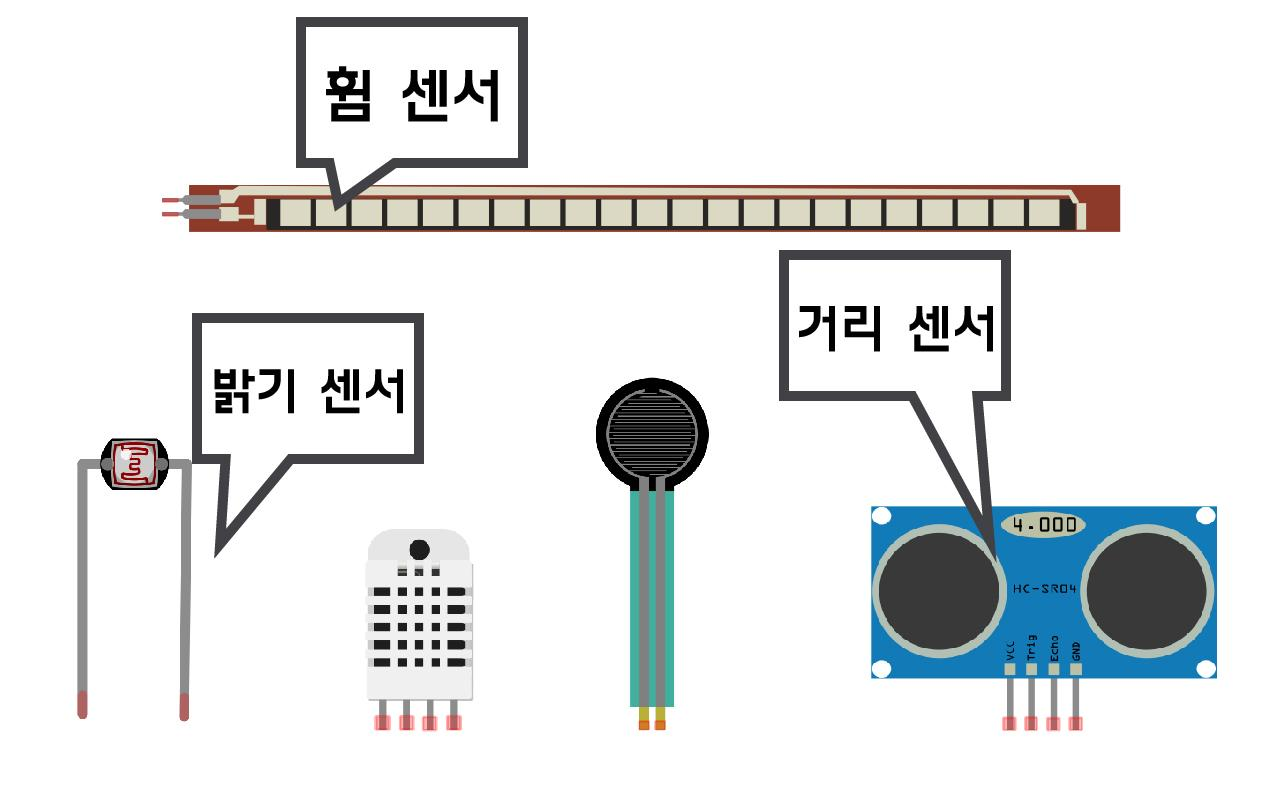 휨 센서
거리 센서
밝기 센서
4.000
HC-SR04
VCC
Trig
Echo
GND